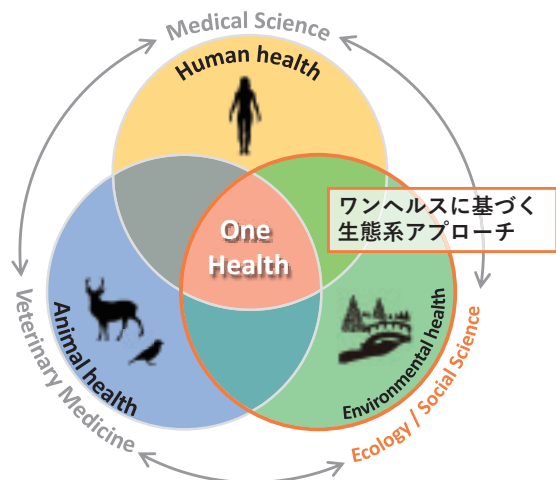 Medical Science
Human health
ワンヘルスに基づく
生態系アプローチ
One
Health
Animal health
Environmental health
Veterinary Medicine
Ecology / Social Science